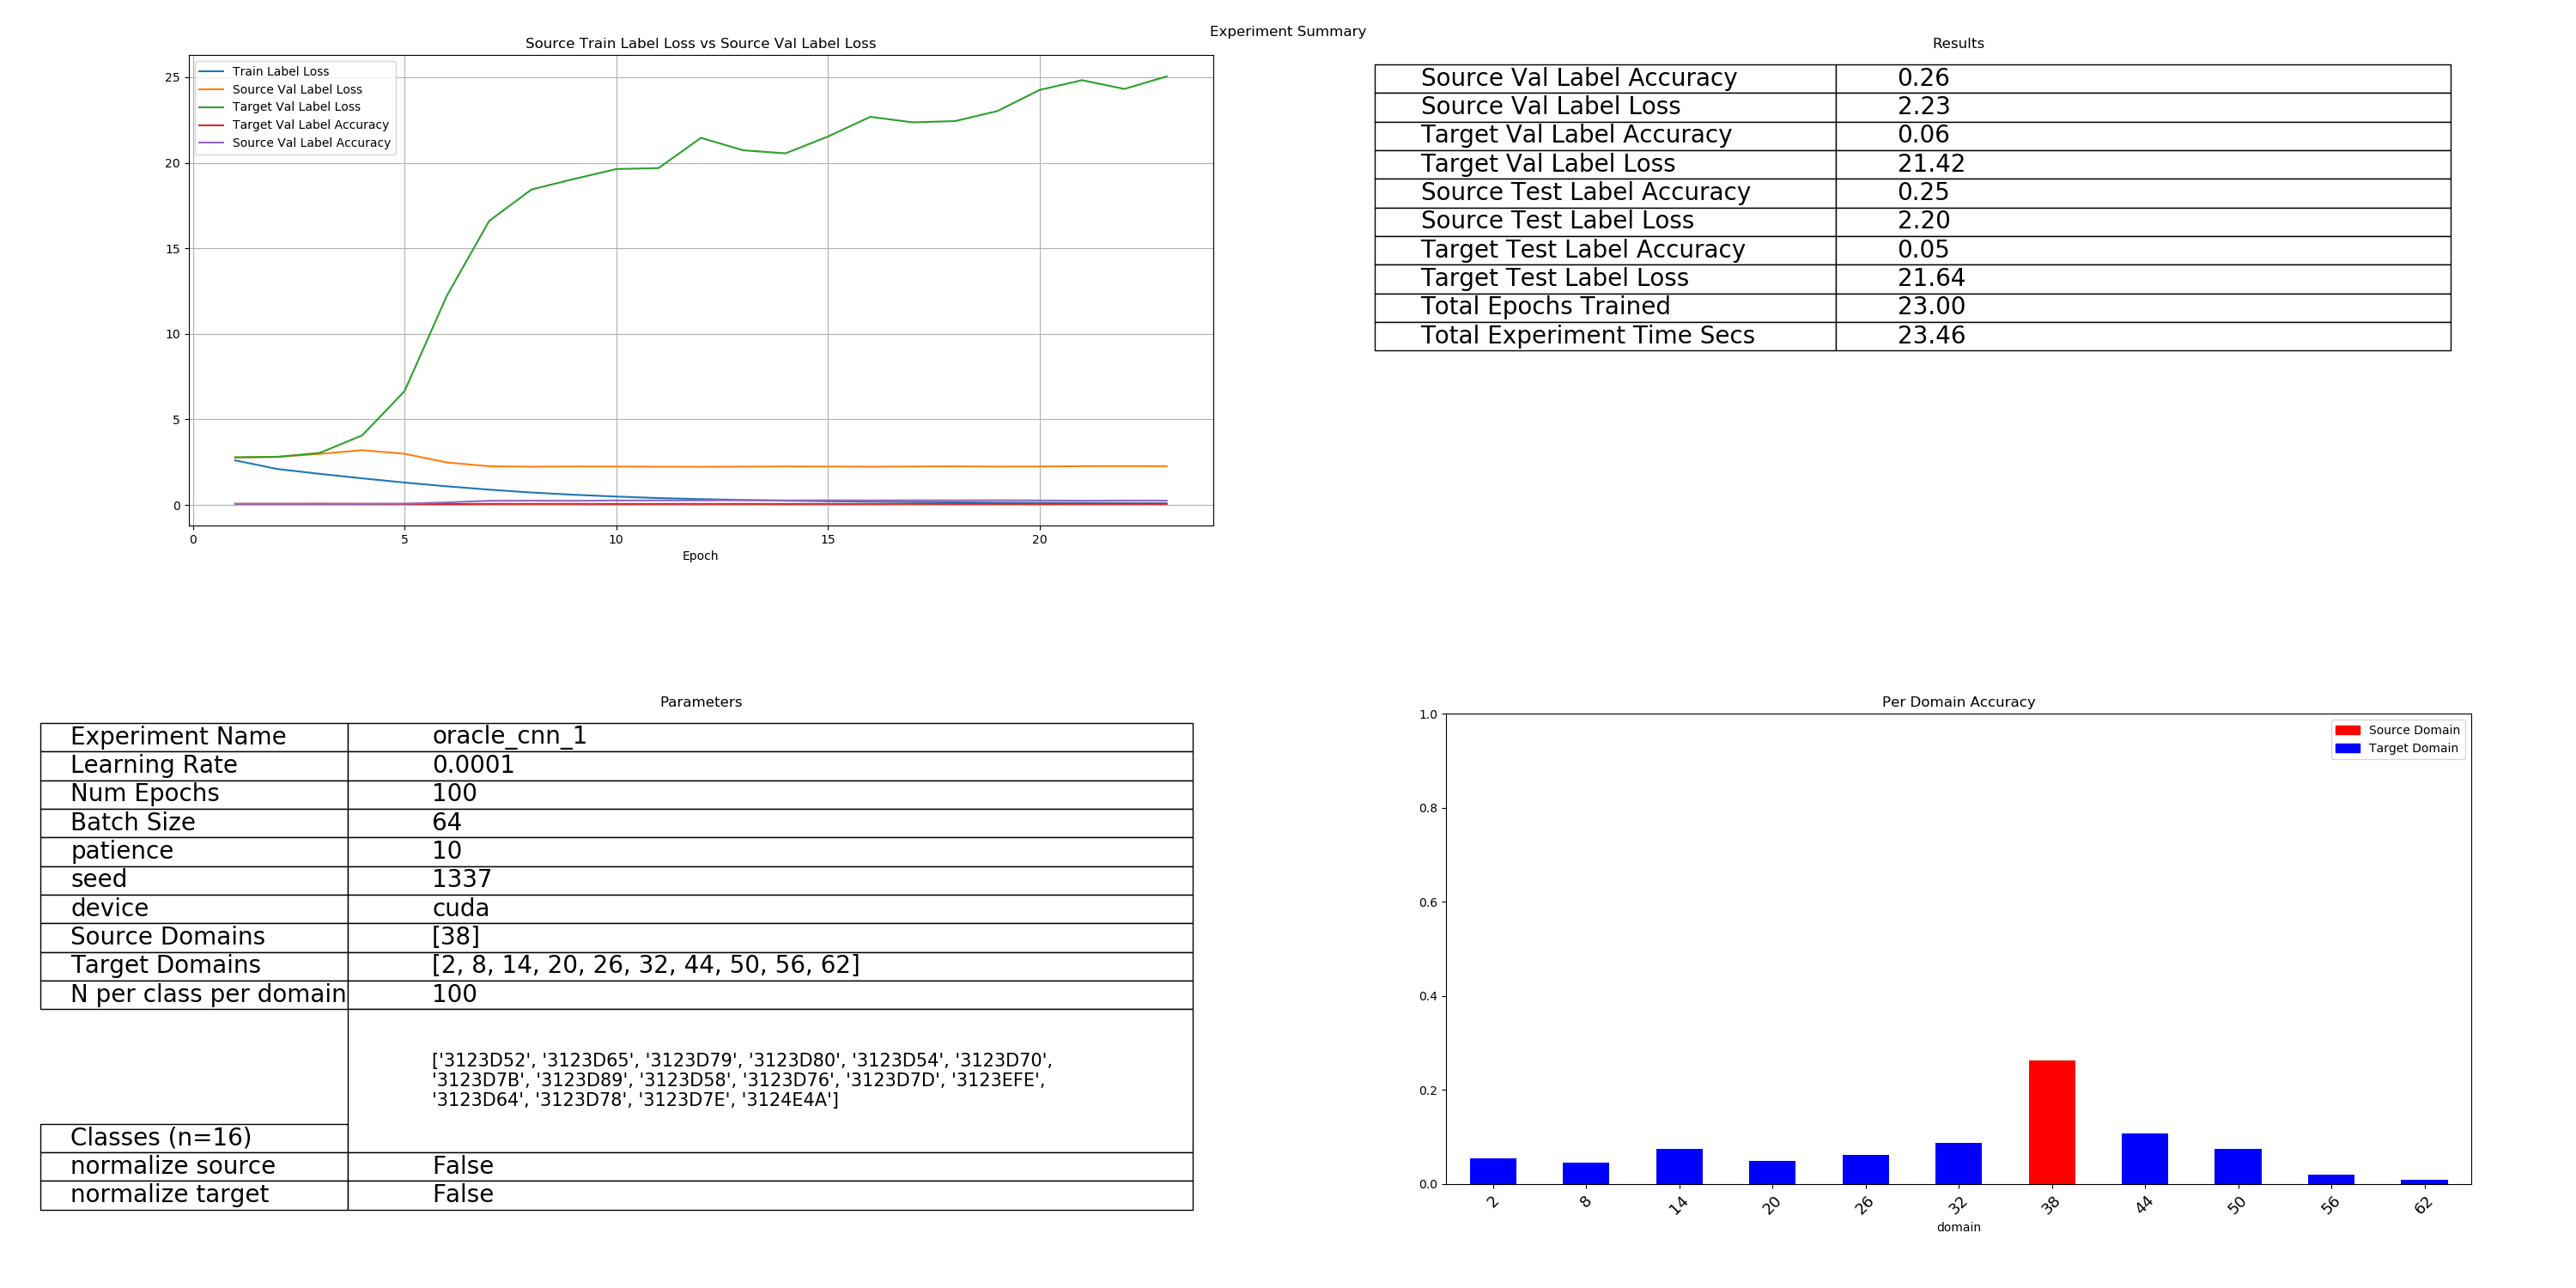 Experiment Summary
Source Train Label Loss vs Source Val Label Loss
Train Label Loss
Source Val Label Loss
Target Val Label Loss
Target Val Label Accuracy
Source Val Label Accuracy
25
20
15
10
5
0
0 5 10 15 20
Epoch
Results
Source Val Label Accuracy 0.26
Source Val Label Loss 2.23
Target Val Label Accuracy 0.06
Target Val Label Loss 21.42
Source Test Label Accuracy 0.25
Source Test Label Loss 2.20
Target Test Label Accuracy 0.05
Target Test Label Loss 21.64
Total Epochs Trained 23.00
Total Experiment Time Secs 23.46
Parameters
Experiment Name oracle_cnn_1
Learning Rate 0.0001
Num Epochs 100
Batch Size 64
patience 10
seed 1337
device cuda
Source Domains [38]
Target Domains [2, 8, 14, 20, 26, 32, 44, 50, 56, 62]
N per class per domain 100
['3123D52', '3123D65', '3123D79', '3123D80', '3123D54', '3123D70',
'3123D7B', '3123D89', '3123D58', '3123D76', '3123D7D', '3123EFE',
'3123D64', '3123D78', '3123D7E', '3124E4A']
Classes (n=16)
normalize source False
normalize target False
Per Domain Accuracy
Source Domain
Target Domain
1.0
0.8
0.6
0.4
0.2
0.0
2 8 14 20 26 32 38 44 50 56 62
domain